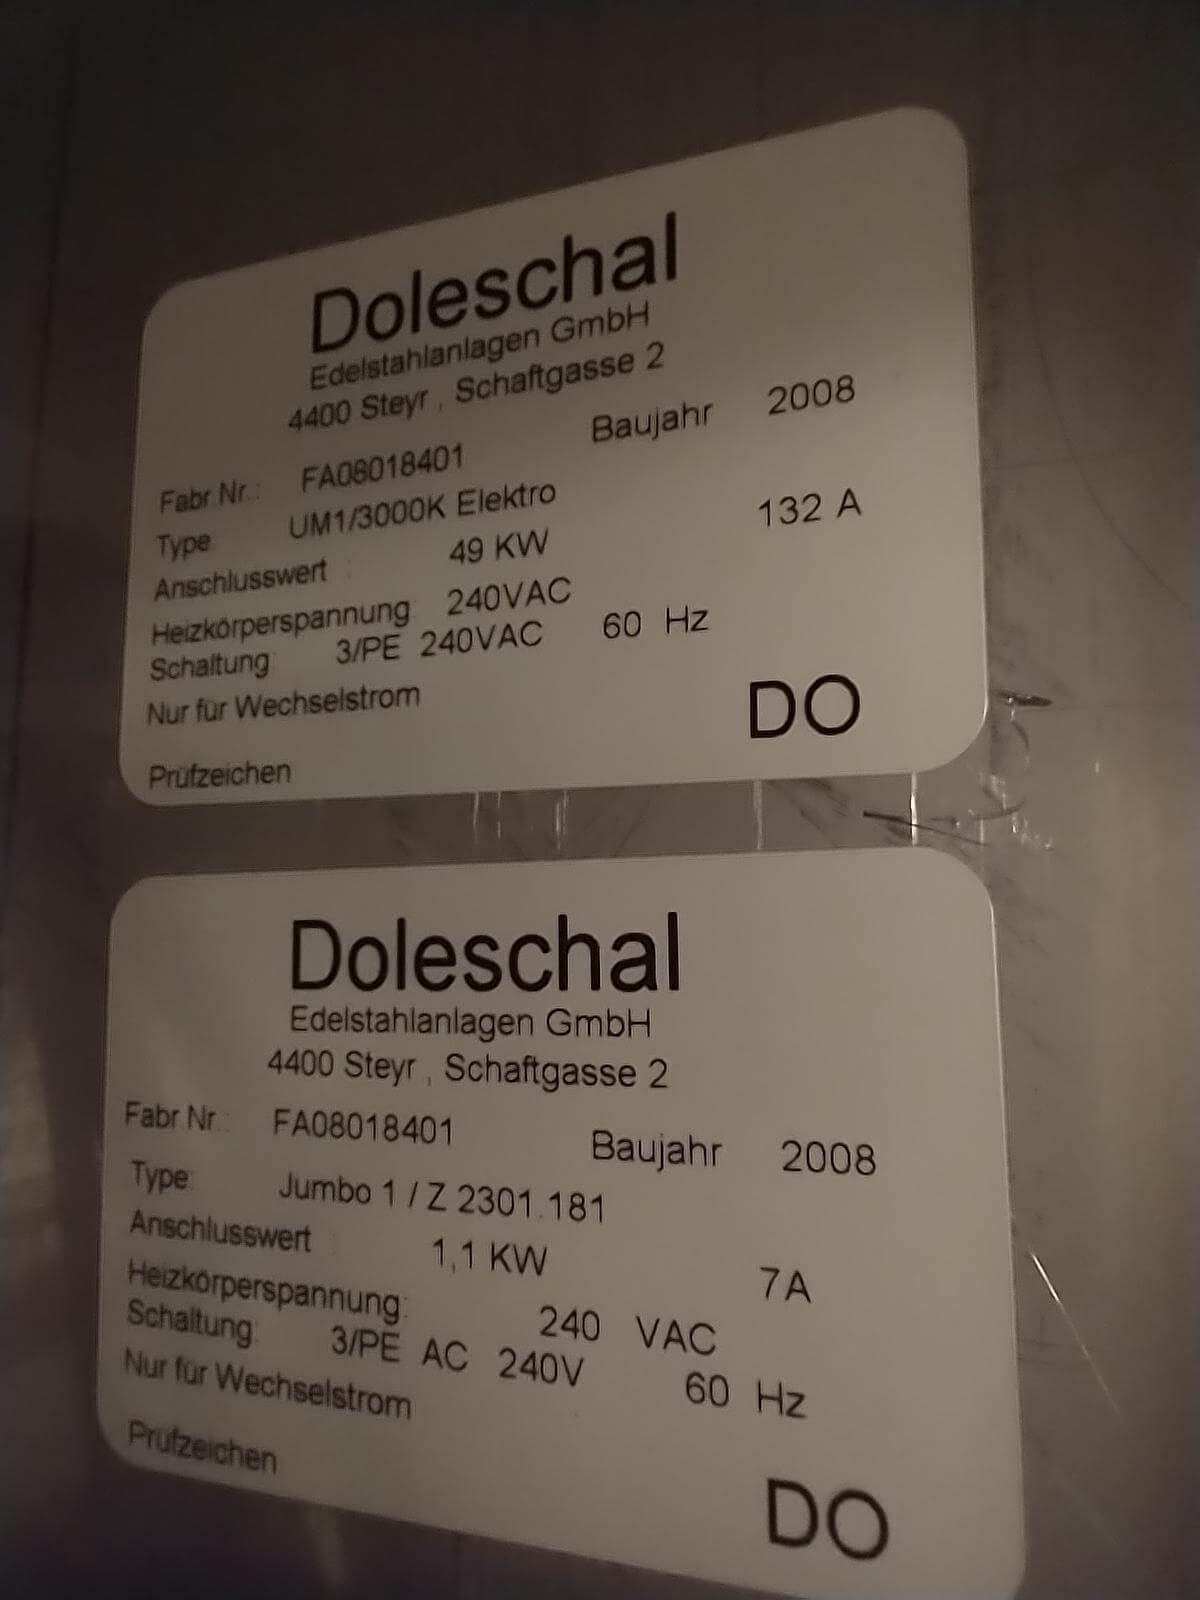 Doleschal
Edelstahlanlagen GmbH
4400 Steyr , Schaftgasse 2
Fabr Nr.: FA08018401 Baujahr 2008
Type UM1/3000K Elektro
Anschlusswert : 49 KW 132 A
Heizkörperspannung: 240VAC
Schaltung: 3/PE 240VAC 60 Hz
Nur für Wechselstrom
DO
Prüfzeichen
Doleschal
Edelstahlanlagen GmbH
4400 Steyr , Schaftgasse 2
Fabr Nr.: FA08018401 Baujahr 2008
Type: Jumbo 1 / Z 2301.181
Anschlusswert : 1,1 KW 7A
Heizkörperspannung: 240 VAC
Schaltung: 3/PE AC 240V 60 Hz
Nur für Wechselstrom
Prüfzeichen
DO